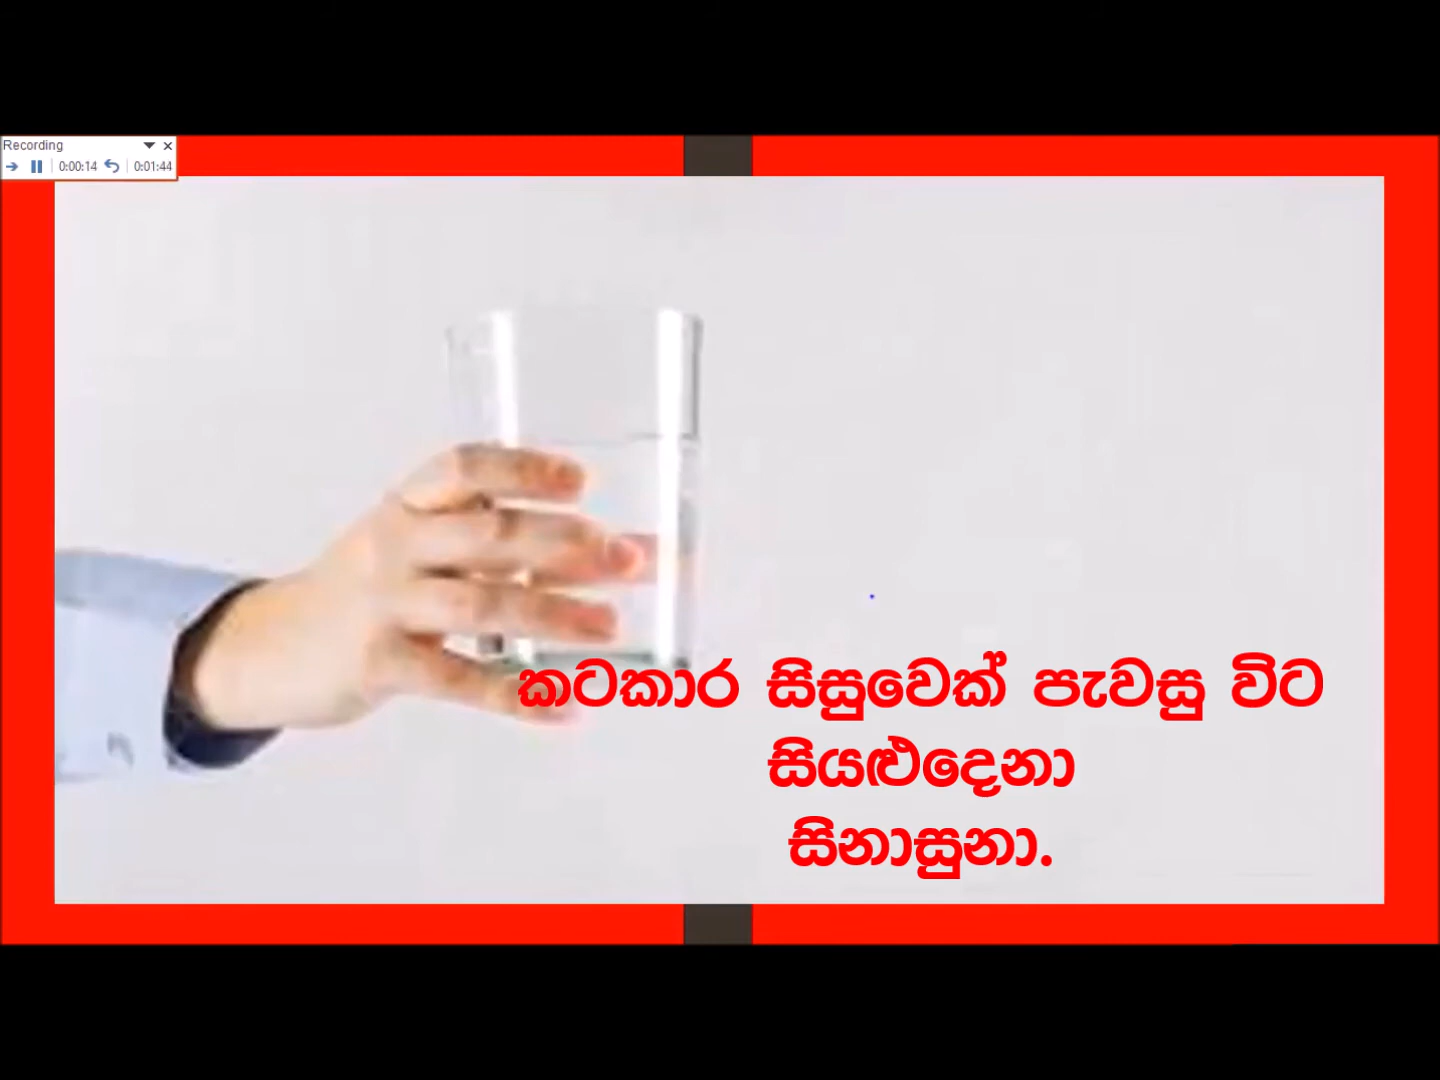 Recording
0:00:14 0:01:44
කටකාර සිසුවෙක් පැවසු විට
සියළුදෙනා
සිනාසුනා.